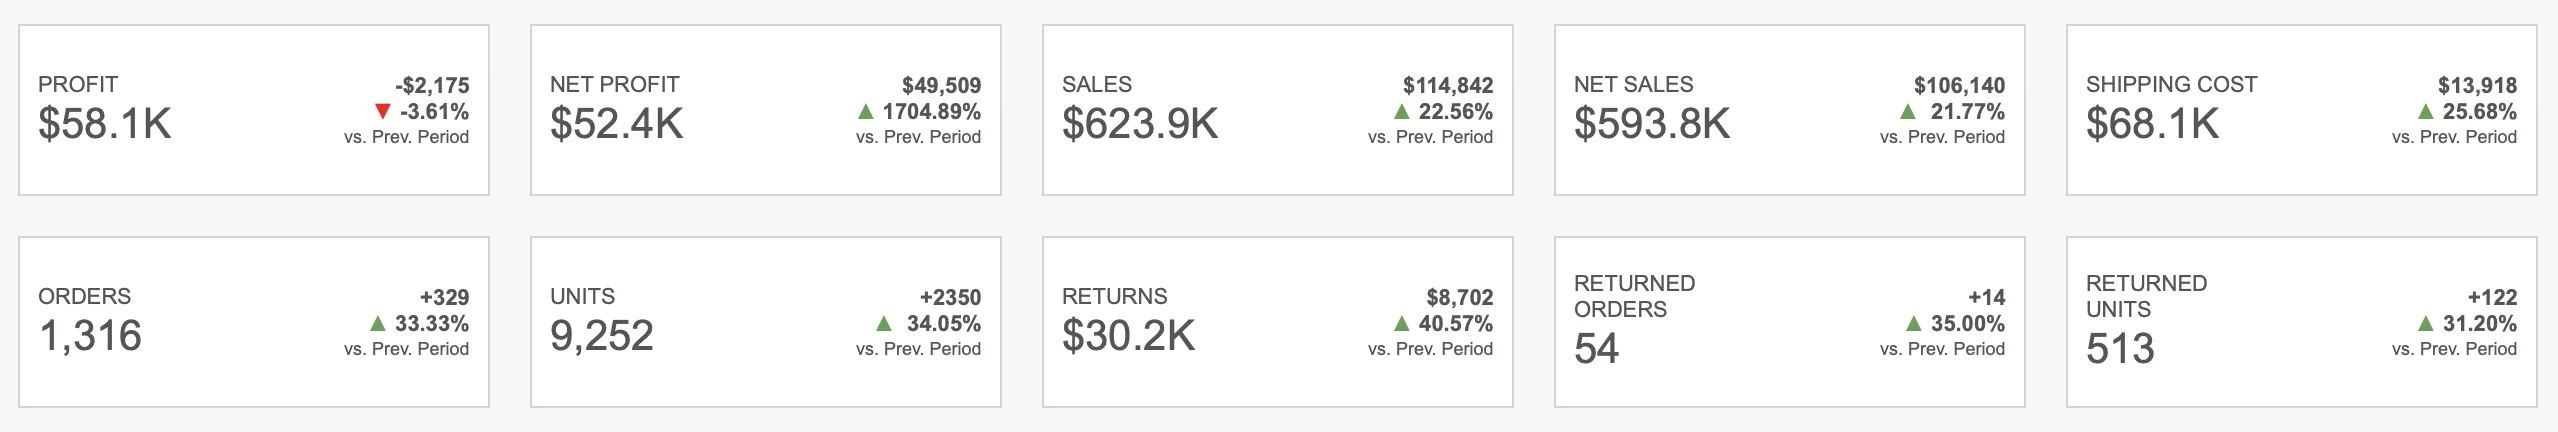 PROFIT
$58.1K
-$2,175
▼ -3.61%
vs. Prev. Period
NET PROFIT
$52.4K
$49,509
▲ 1704.89%
vs. Prev. Period
SALES
$623.9K
$114,842
▲ 22.56%
vs. Prev. Period
NET SALES
$593.8K
$106,140
▲ 21.77%
vs. Prev. Period
SHIPPING COST
$68.1K
$13,918
▲ 25.68%
vs. Prev. Period
ORDERS
1,316
+329
▲ 33.33%
vs. Prev. Period
UNITS
9,252
+2350
▲ 34.05%
vs. Prev. Period
RETURNS
$30.2K
$8,702
▲ 40.57%
vs. Prev. Period
RETURNED
ORDERS
54
+14
▲ 35.00%
vs. Prev. Period
RETURNED
UNITS
513
+122
▲ 31.20%
vs. Prev. Period